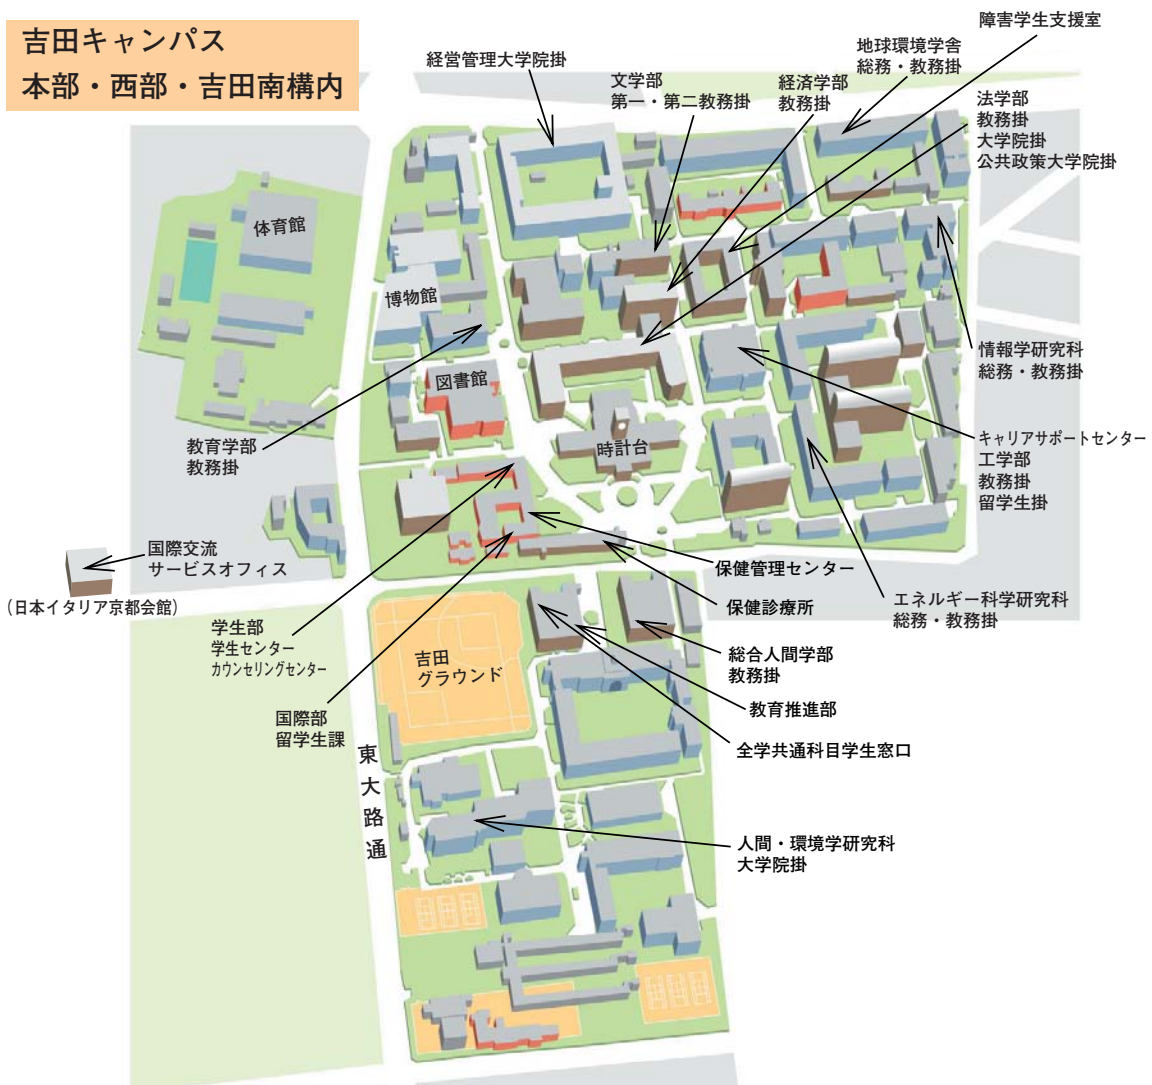 吉田キャンパス
本部・西部・吉田南構内
障害学生支援室
地球環境学舎
総務・教務掛
経営管理大学院掛
文学部
第一・第二教務掛
経済学部
教務掛
法学部
教務掛
大学院掛
公共政策大学院掛
体育館
博物館
情報学研究科
総務・教務掛
図書館
教育学部
教務掛
時計台
キャリアサポートセンター
工学部
教務掛
留学生掛
国際交流
サービスオフィス
(日本イタリア京都会館)
保健管理センター
エネルギー科学研究科
総務・教務掛
保健診療所
学生部
学生センター
カウンセリングセンター
吉田
グラウンド
総合人間学部
教務掛
国際部
留学生課
教育推進部
全学共通科目学生窓口
東大路通
人間・環境学研究科
大学院掛